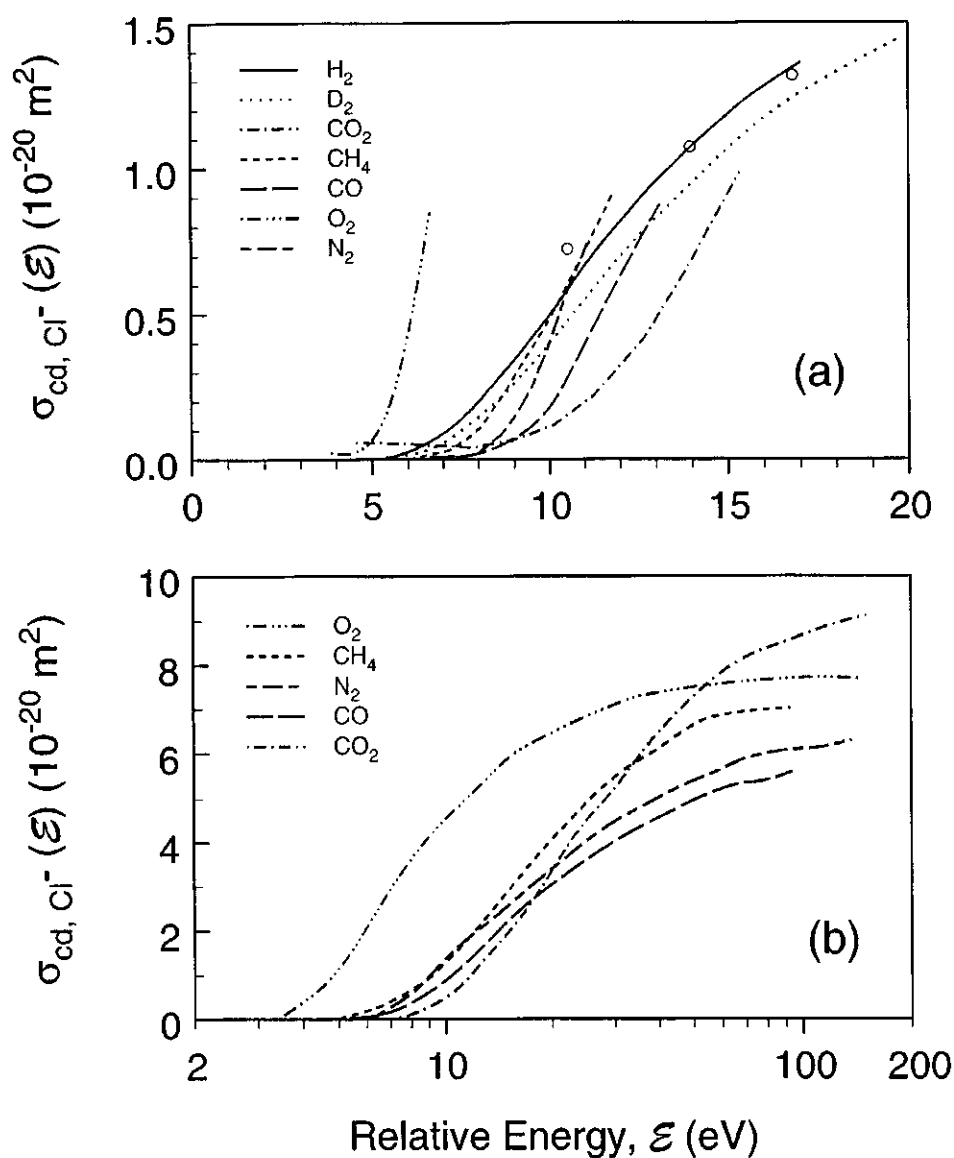 1.5
1.0
0.5
0.0
σcd, Cl⁻ (ℰ) (10⁻²⁰ m²)
H₂
D₂
CO₂
CH₄
CO
O₂
N₂
(a)
0 5 10 15 20
10
8
6
4
2
0
σcd, Cl⁻ (ℰ) (10⁻²⁰ m²)
O₂
CH₄
N₂
CO
CO₂
(b)
2 10 100 200
Relative Energy, ℰ (eV)